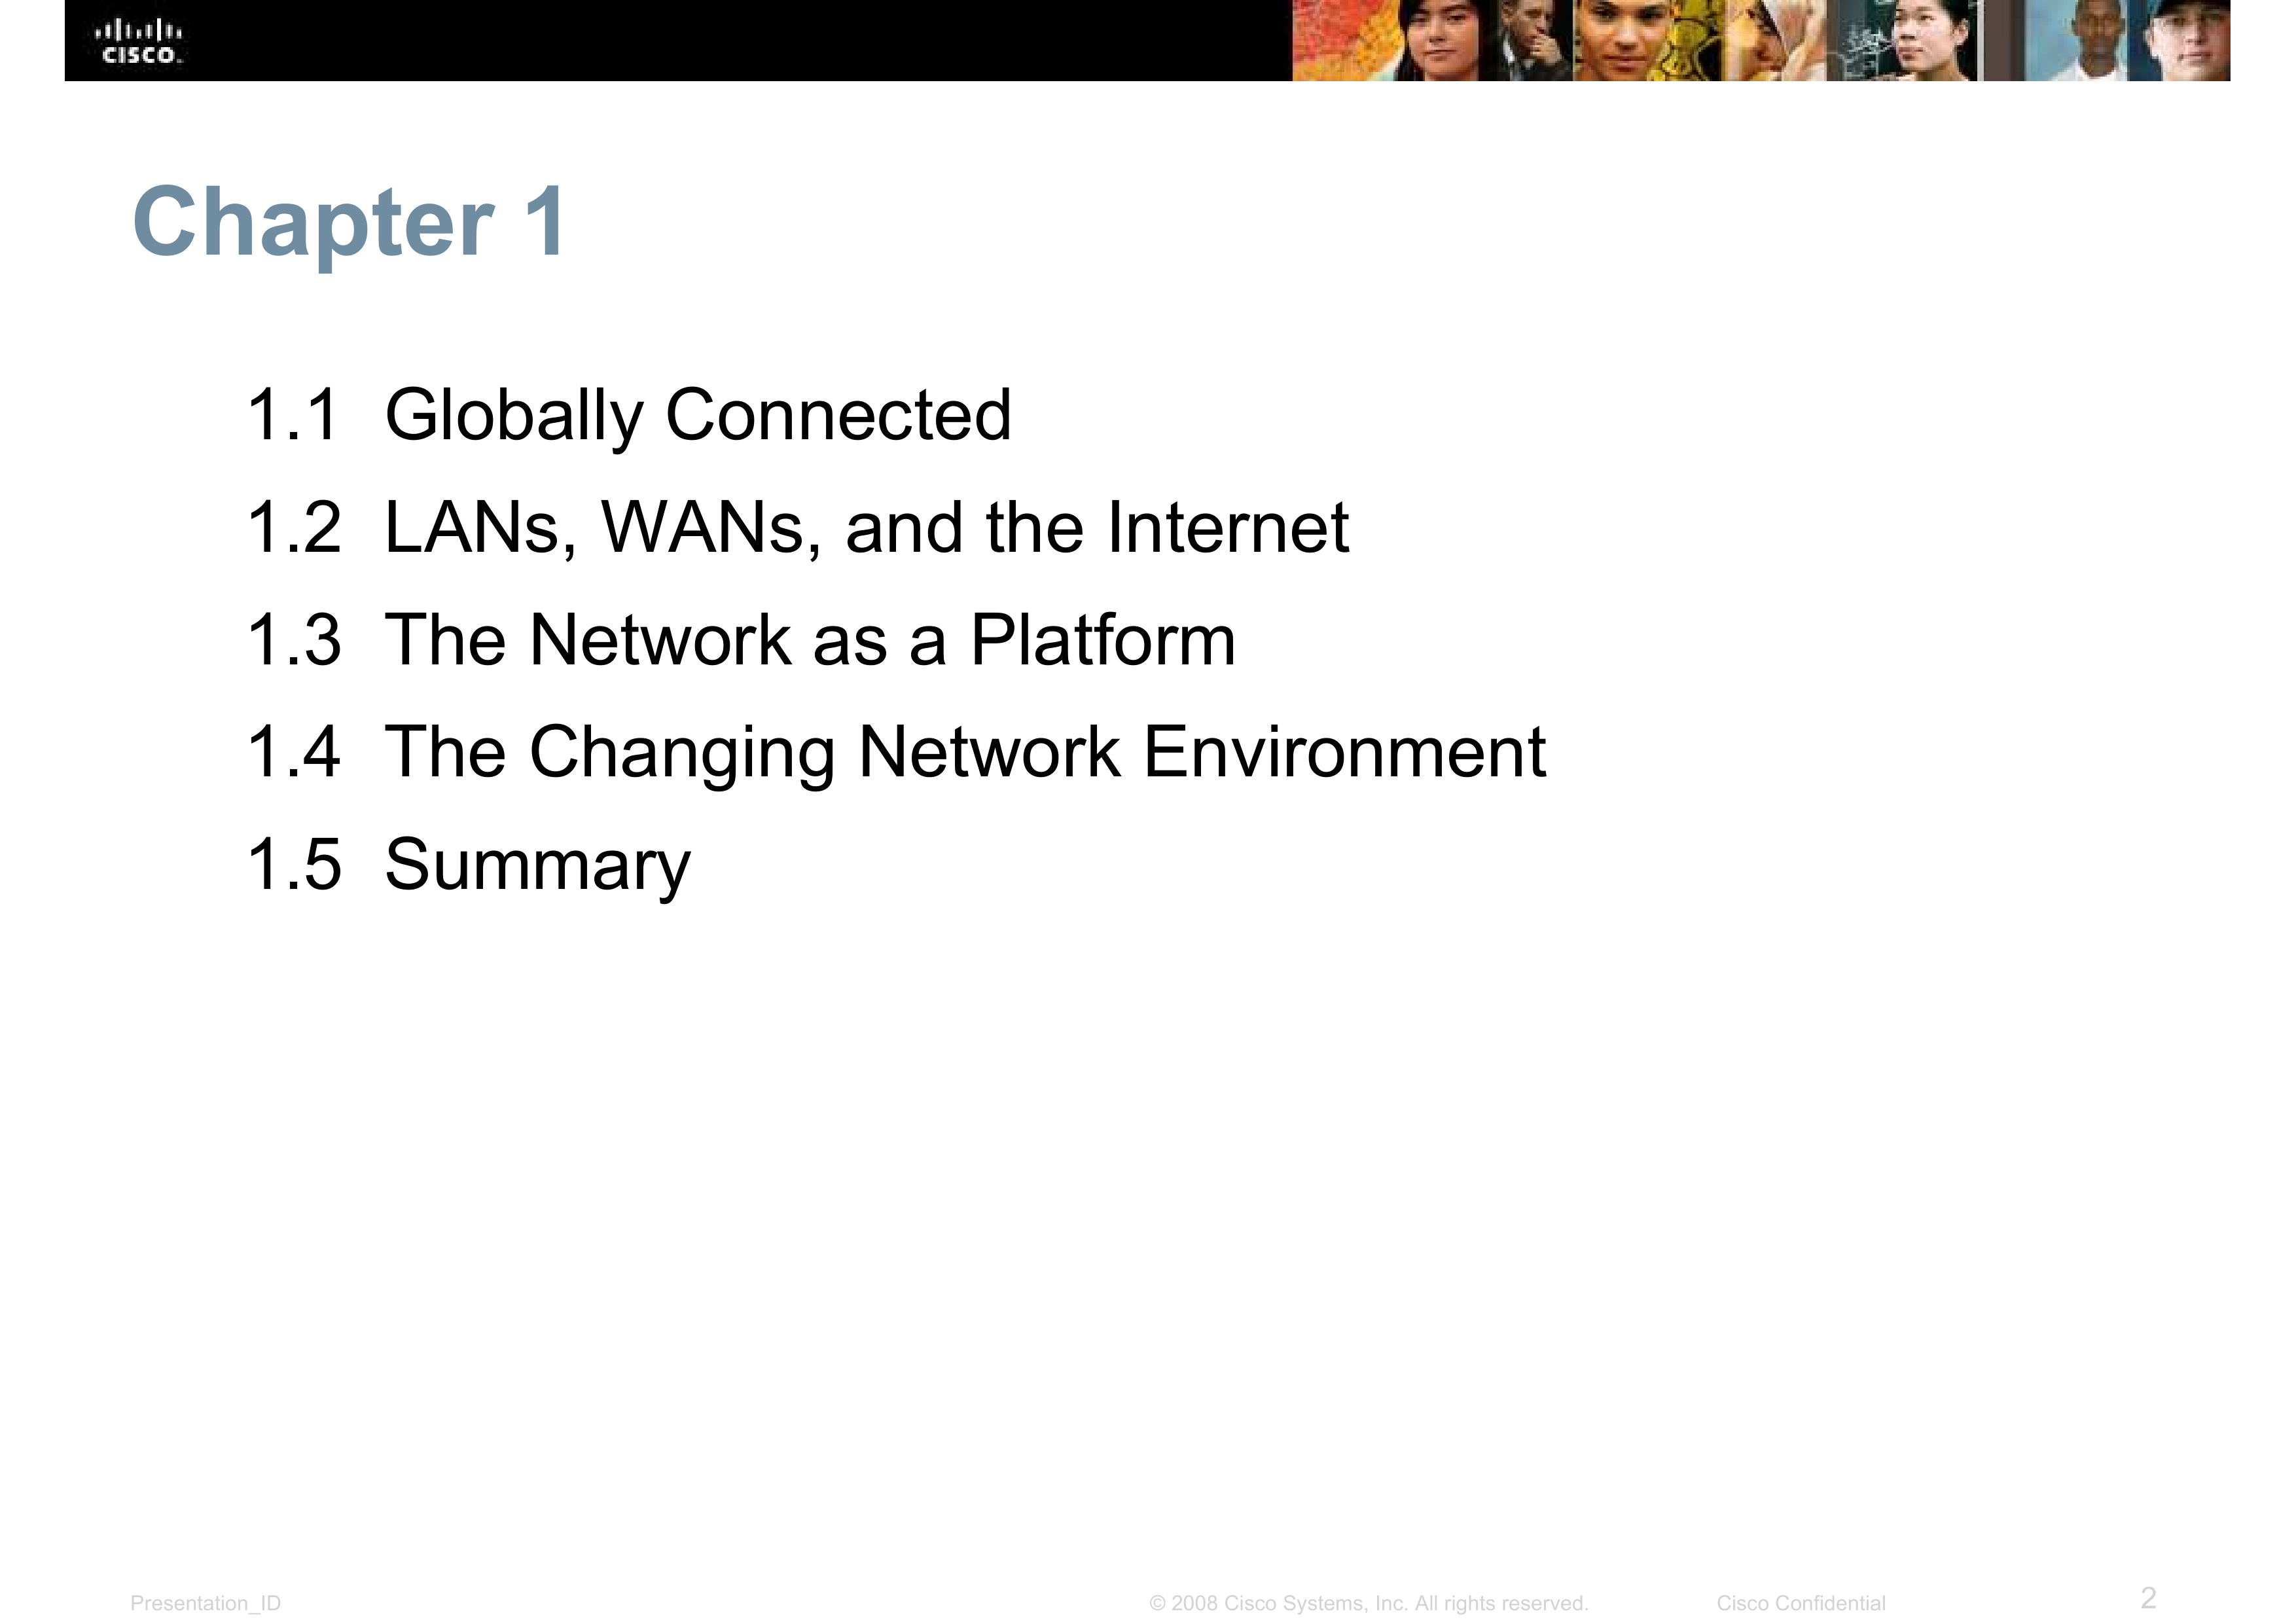 CISCO
Chapter 1
1.1 Globally Connected
1.2 LANs, WANs, and the Internet
1.3 The Network as a Platform
1.4 The Changing Network Environment
1.5 Summary
Presentation_ID © 2008 Cisco Systems, Inc. All rights reserved. Cisco Confidential 2